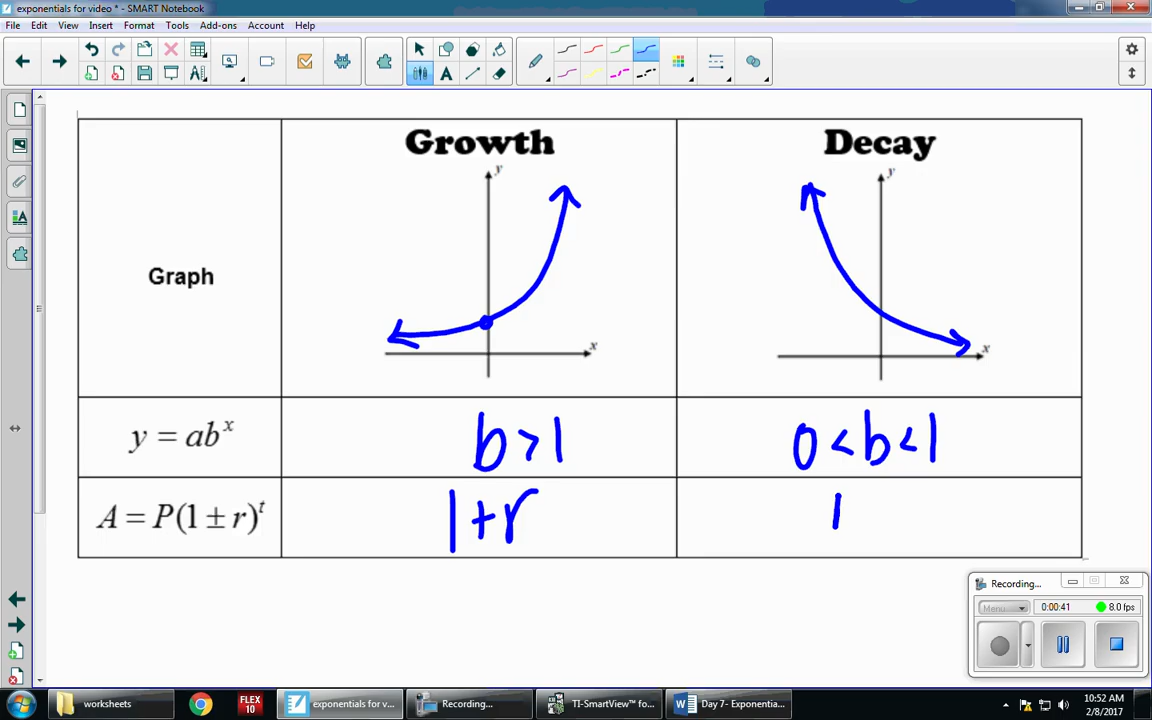 exponentials for video * - SMART Notebook
File Edit View Insert Format Tools Add-ons Account Help
Growth
Decay
y
y
Graph
x
x
y = ab^x
b > 1
0 < b < 1
A = P(1 ± r)^t
1 + r
1
Recording...
Menu
0:00:41
8.0 fps
worksheets
FLEX
10
exponentials for v...
Recording...
TI-SmartView™ fo...
Day 7- Exponentia...
10:52 AM
2/8/2017